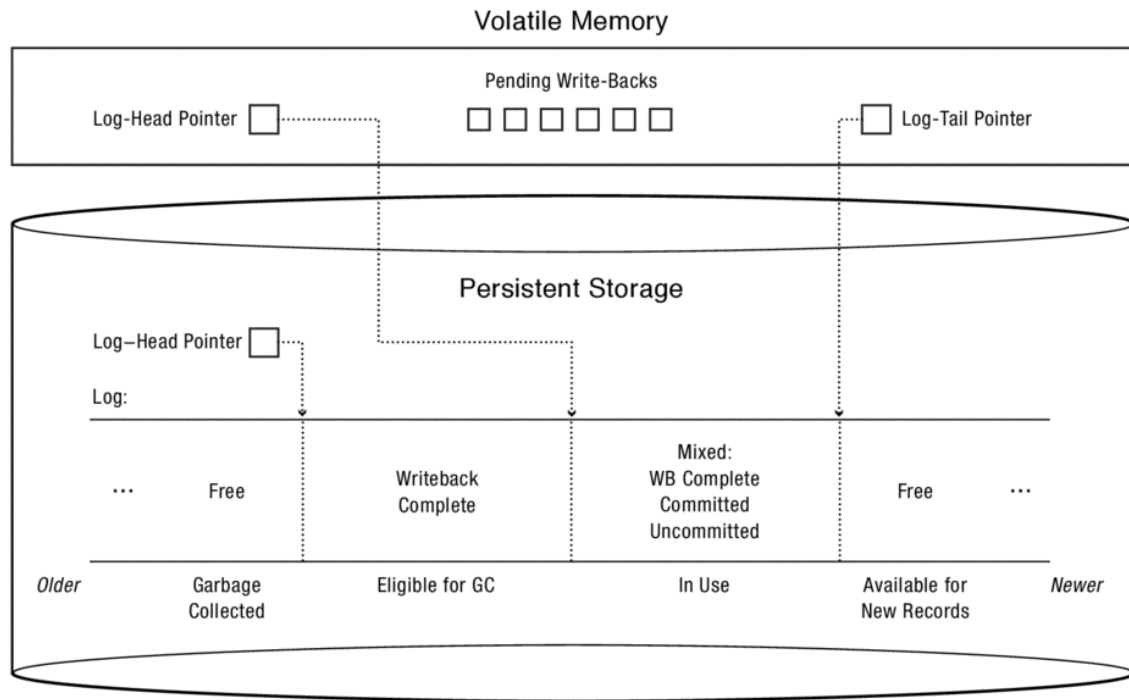 Volatile Memory
Pending Write-Backs
Log-Head Pointer
Log-Tail Pointer
Persistent Storage
Log–Head Pointer
Log:
... Free
Writeback
Complete
Mixed:
WB Complete
Committed
Uncommitted
Free ...
Older
Garbage
Collected
Eligible for GC
In Use
Available for
New Records
Newer